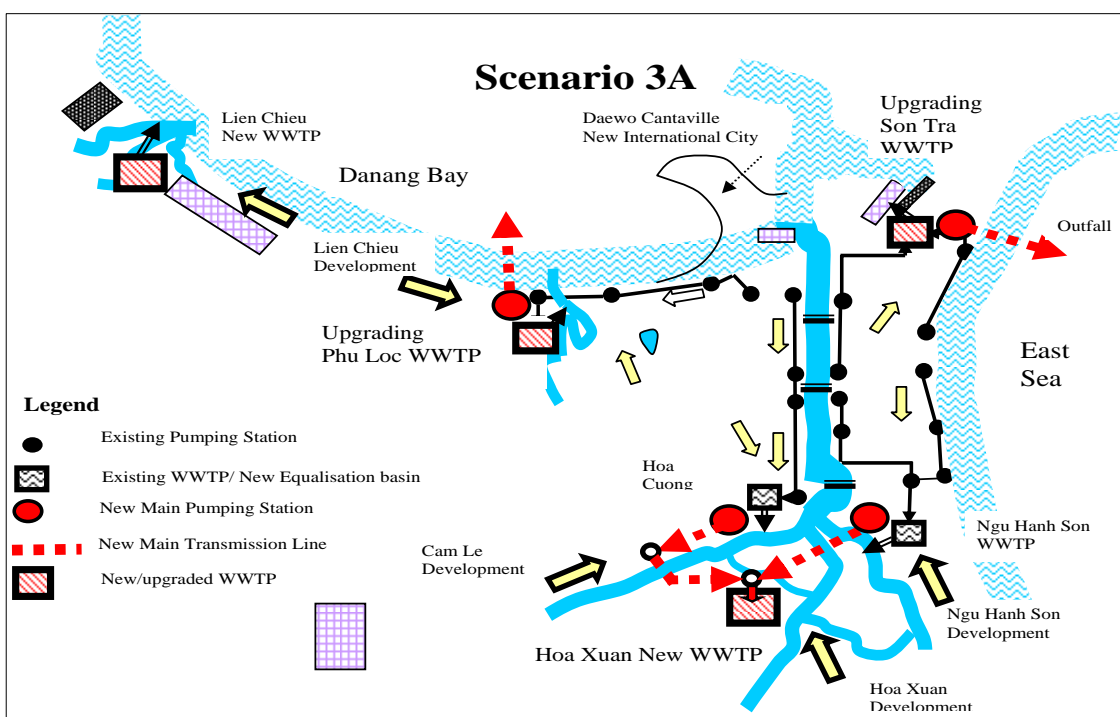 Scenario 3A
Lien Chieu
New WWTP
Daewo Cantaville
New International City
Upgrading
Son Tra
WWTP
Danang Bay
Outfall
Lien Chieu
Development
Upgrading
Phu Loc WWTP
East
Sea
Legend
Existing Pumping Station
Existing WWTP/ New Equalisation basin
New Main Pumping Station
New Main Transmission Line
New/upgraded WWTP
Hoa
Cuong
Cam Le
Development
Ngu Hanh Son
WWTP
Ngu Hanh Son
Development
Hoa Xuan New WWTP
Hoa Xuan
Development